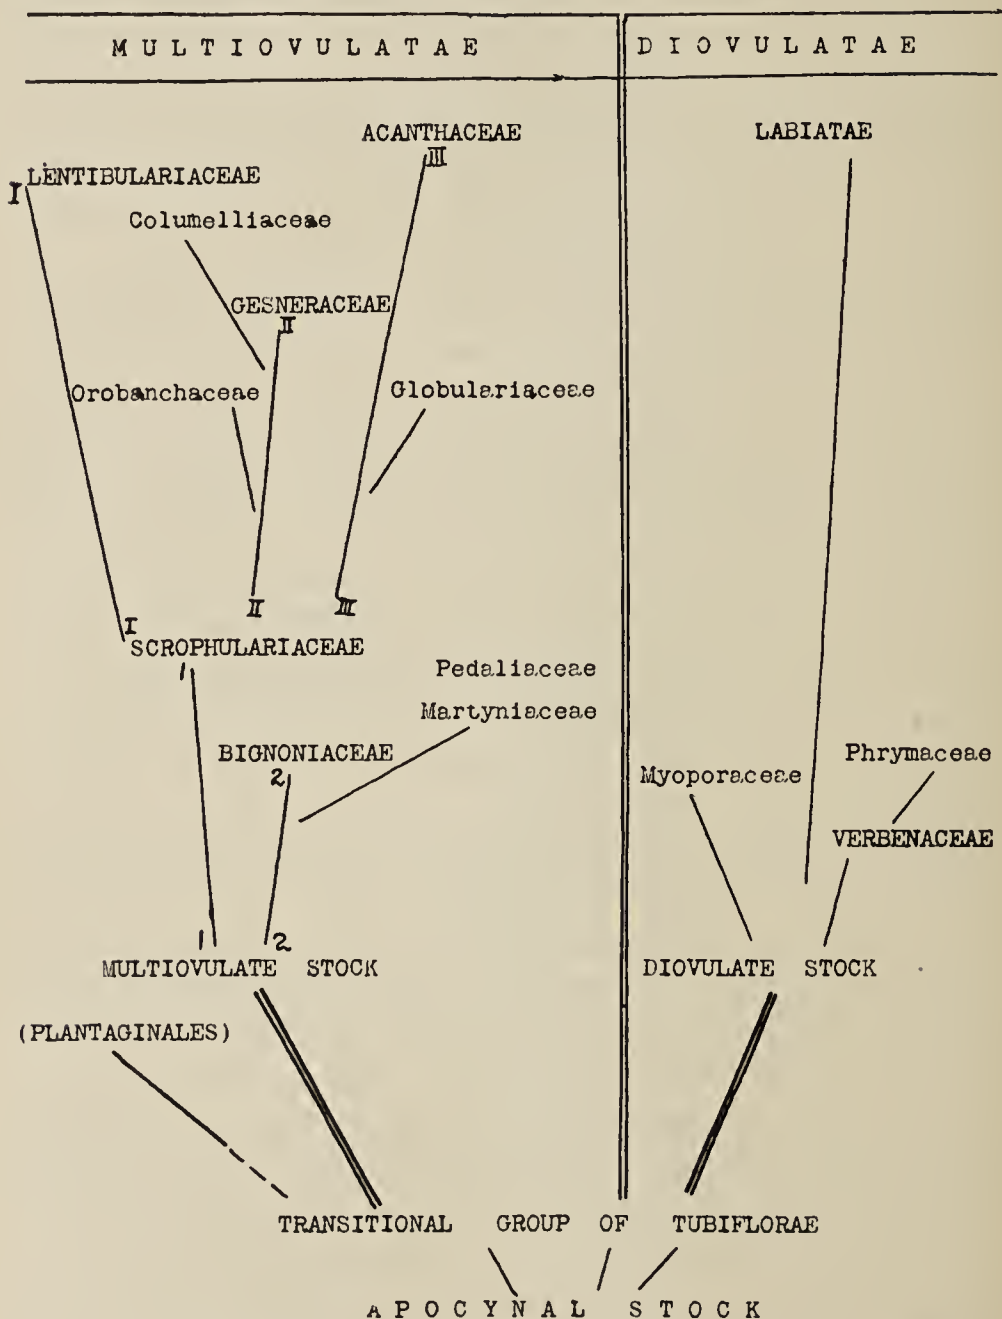 MULTIOVULATAE DIOVULATAE
ACANTHACEAE LABIATAE
III
I LENTIBULARIACEAE
Columelliaceae
GESNERACEAE
II
Orobanchaceae Globulariaceae
II III
I
SCROPHULARIACEAE
1
Pedaliaceae
Martyniaceae
BIGNONIACEAE Phrymaceae
2 Myoporaceae
VERBENACEAE
1 2
MULTIOVULATE STOCK DIOVULATE STOCK
(PLANTAGINALES)
TRANSITIONAL GROUP OF TUBIFLORAE
APOCYNAL STOCK